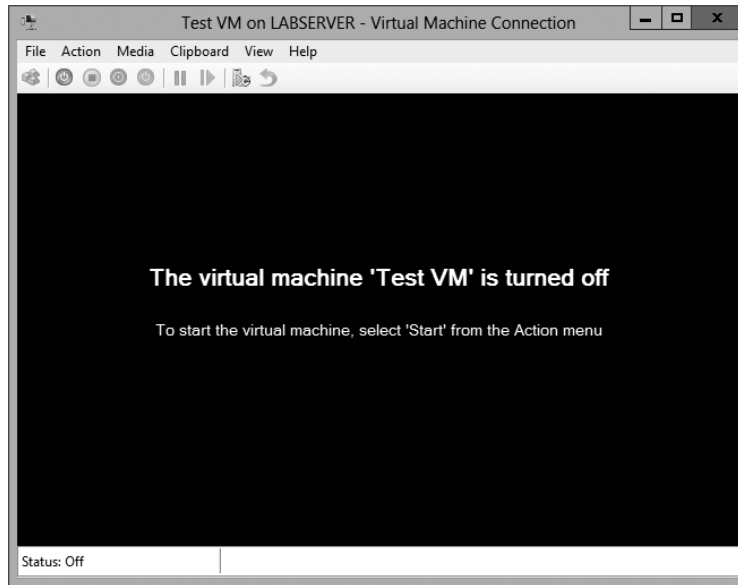 Test VM on LABSERVER - Virtual Machine Connection
File Action Media Clipboard View Help
The virtual machine 'Test VM' is turned off
To start the virtual machine, select 'Start' from the Action menu
Status: Off